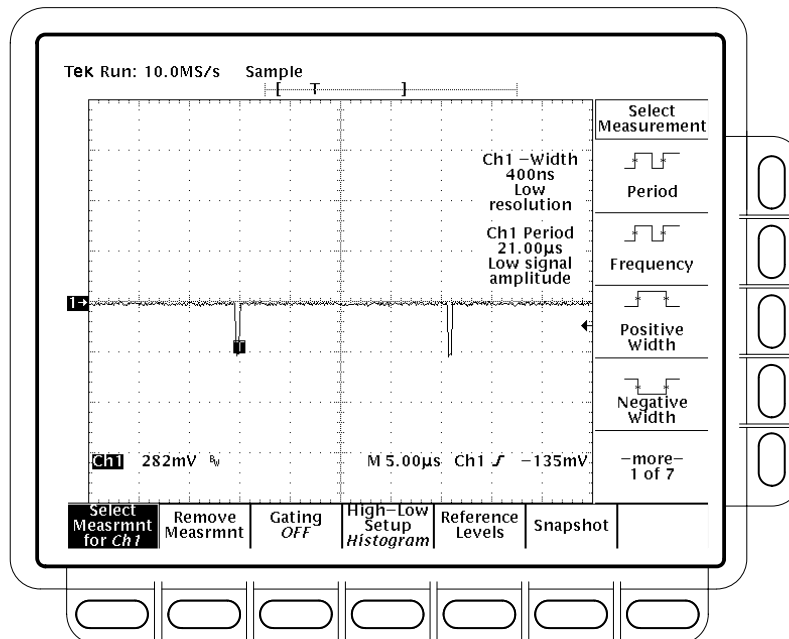 Tek Run: 10.0MS/s Sample
[ T ]
Select
Measurement
Ch1 −Width
400ns
Low
resolution
Ch1 Period
21.00µs
Low signal
amplitude
Period
Frequency
Positive
Width
Negative
Width
−more−
1 of 7
1
T
Ch1 282mV BW M 5.00µs Ch1 −135mV
Select
Measrmnt
for Ch1
Remove
Measrmnt
Gating
OFF
High−Low
Setup
Histogram
Reference
Levels
Snapshot